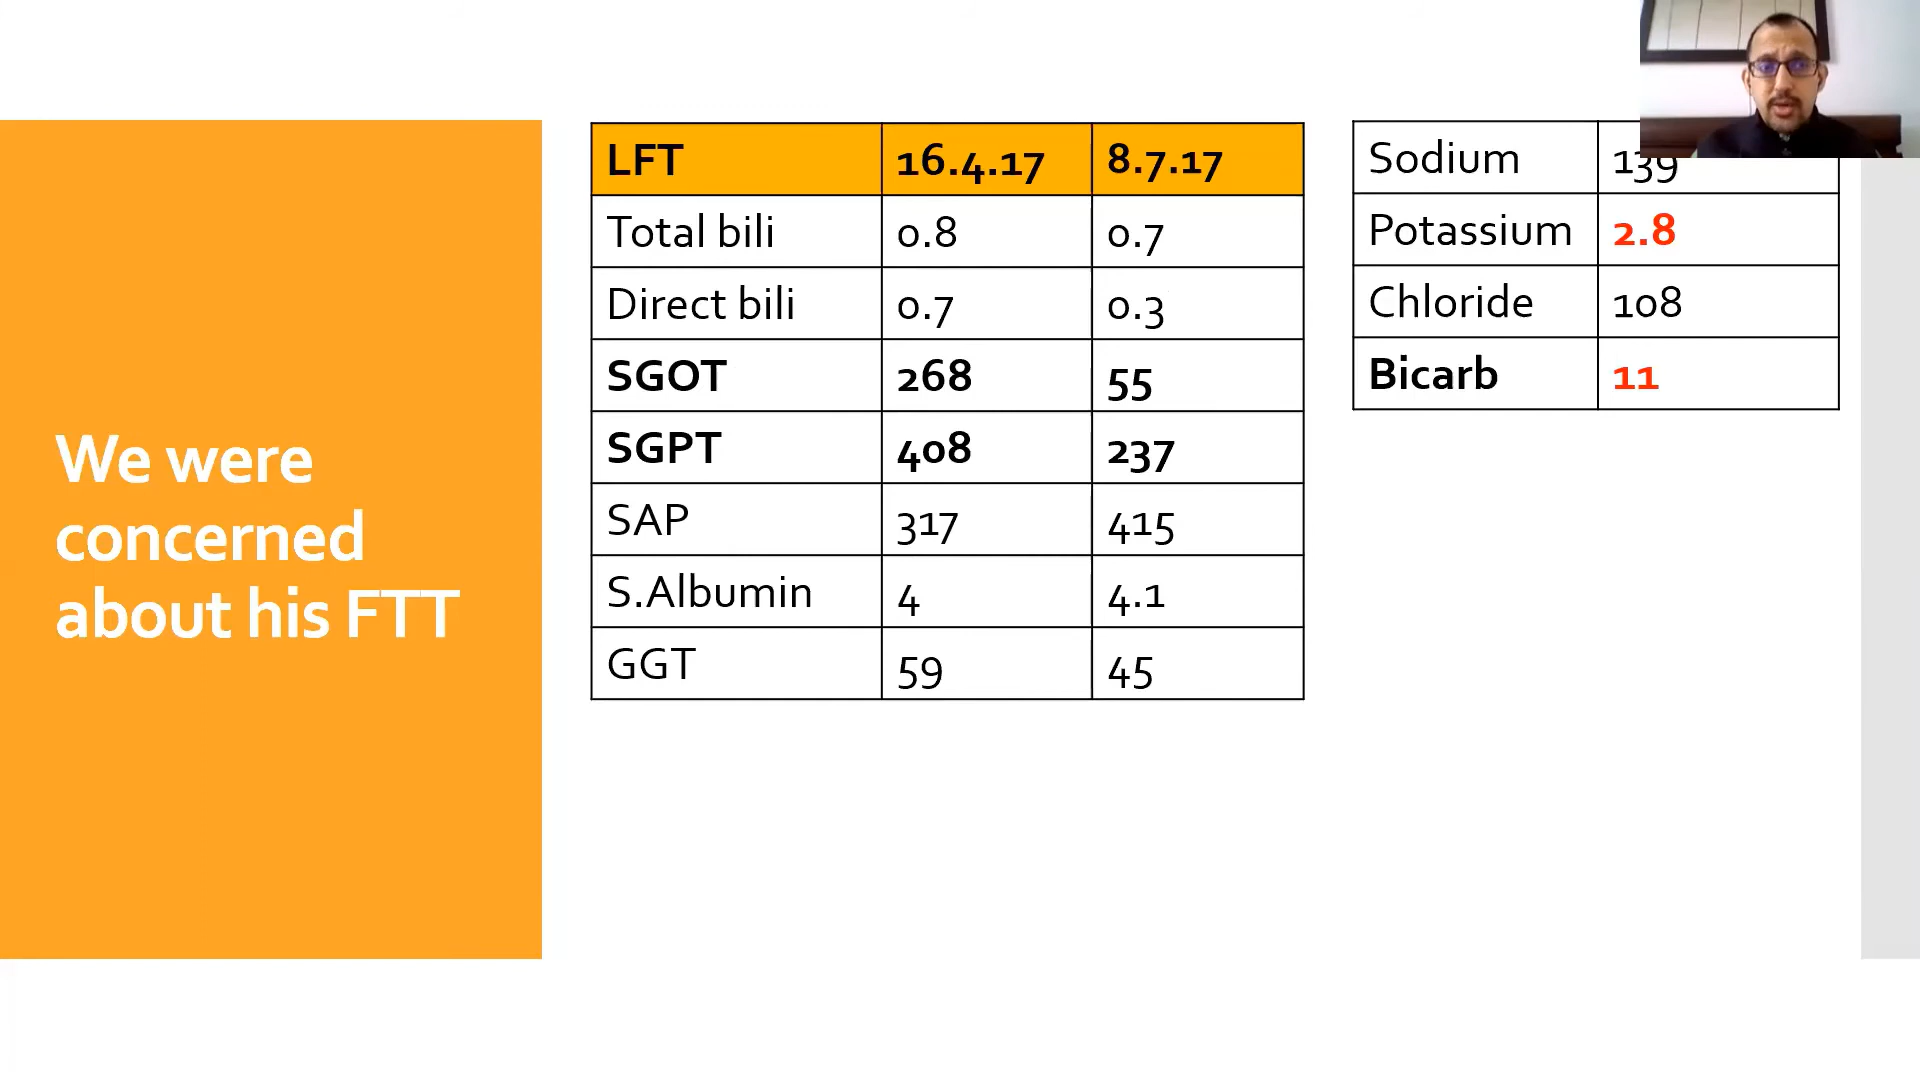 We were
concerned
about his FTT
LFT 16.4.17 8.7.17
Total bili 0.8 0.7
Direct bili 0.7 0.3
SGOT 268 55
SGPT 408 237
SAP 317 415
S.Albumin 4 4.1
GGT 59 45
Sodium 139
Potassium 2.8
Chloride 108
Bicarb 11